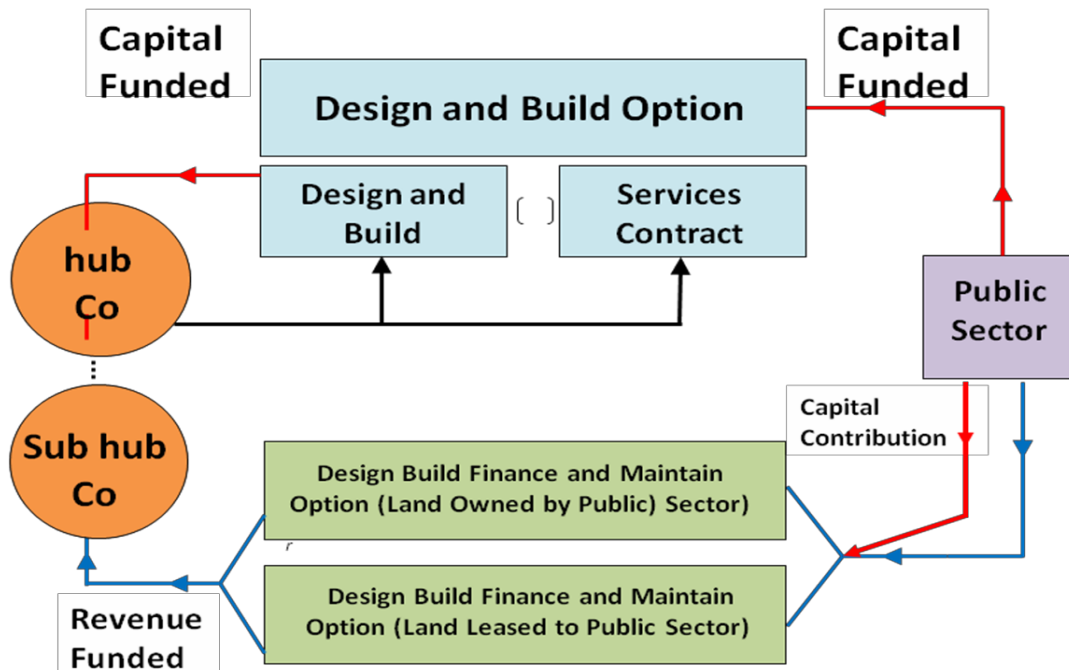 Capital
Funded
Capital
Funded
Design and Build Option
Design and
Build
( )
Services
Contract
hub
Co
Public
Sector
Sub hub
Co
Capital
Contribution
Design Build Finance and Maintain
Option (Land Owned by Public) Sector)
r
Design Build Finance and Maintain
Option (Land Leased to Public Sector)
Revenue
Funded